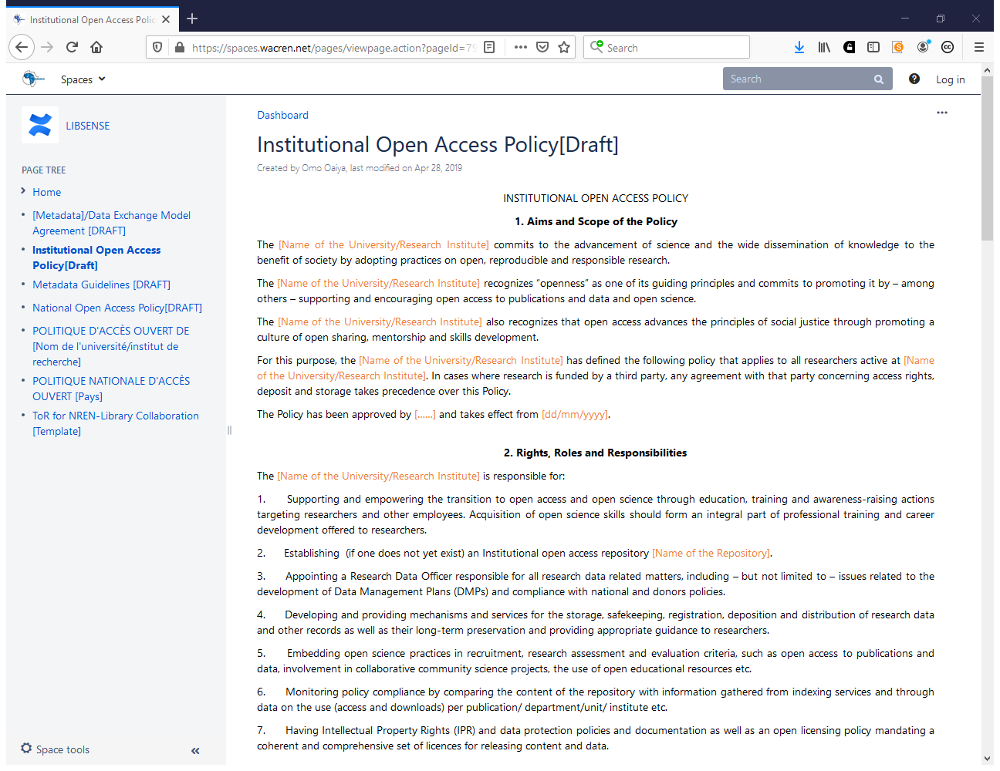 Institutional Open Access Polic
https://spaces.wacren.net/pages/viewpage.action?pageId=79
Search
Spaces
Search
Log in
LIBSENSE
PAGE TREE
Home
[Metadata]/Data Exchange Model
Agreement [DRAFT]
Institutional Open Access
Policy[Draft]
Metadata Guidelines [DRAFT]
National Open Access Policy[DRAFT]
POLITIQUE D'ACCÈS OUVERT DE
[Nom de l'université/institut de
recherche]
POLITIQUE NATIONALE D'ACCÈS
OUVERT [Pays]
ToR for NREN-Library Collaboration
[Template]
Space tools
Dashboard
Institutional Open Access Policy[Draft]
Created by Omo Oaiya, last modified on Apr 28, 2019
INSTITUTIONAL OPEN ACCESS POLICY
1. Aims and Scope of the Policy
The [Name of the University/Research Institute] commits to the advancement of science and the wide dissemination of knowledge to the
benefit of society by adopting practices on open, reproducible and responsible research.
The [Name of the University/Research Institute] recognizes “openness” as one of its guiding principles and commits to promoting it by – among
others – supporting and encouraging open access to publications and data and open science.
The [Name of the University/Research Institute] also recognizes that open access advances the principles of social justice through promoting a
culture of open sharing, mentorship and skills development.
For this purpose, the [Name of the University/Research Institute] has defined the following policy that applies to all researchers active at [Name
of the University/Research Institute]. In cases where research is funded by a third party, any agreement with that party concerning access rights,
deposit and storage takes precedence over this Policy.
The Policy has been approved by [......] and takes effect from [dd/mm/yyyy].
2. Rights, Roles and Responsibilities
The [Name of the University/Research Institute] is responsible for:
1. Supporting and empowering the transition to open access and open science through education, training and awareness-raising actions
targeting researchers and other employees. Acquisition of open science skills should form an integral part of professional training and career
development offered to researchers.
2. Establishing (if one does not yet exist) an Institutional open access repository [Name of the Repository].
3. Appointing a Research Data Officer responsible for all research data related matters, including – but not limited to – issues related to the
development of Data Management Plans (DMPs) and compliance with national and donors policies.
4. Developing and providing mechanisms and services for the storage, safekeeping, registration, deposition and distribution of research data
and other records as well as their long-term preservation and providing appropriate guidance to researchers.
5. Embedding open science practices in recruitment, research assessment and evaluation criteria, such as open access to publications and
data, involvement in collaborative community science projects, the use of open educational resources etc.
6. Monitoring policy compliance by comparing the content of the repository with information gathered from indexing services and through
data on the use (access and downloads) per publication/ department/unit/ institute etc.
7. Having Intellectual Property Rights (IPR) and data protection policies and documentation as well as an open licensing policy mandating a
coherent and comprehensive set of licences for releasing content and data.